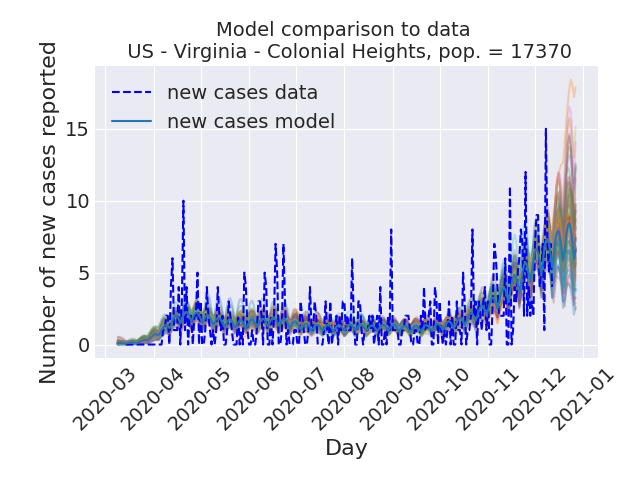 Model comparison to data
US - Virginia - Colonial Heights, pop. = 17370
Number of new cases reported
new cases data
new cases model
15
10
5
0
2020-03
2020-04
2020-05
2020-06
2020-07
2020-08
2020-09
2020-10
2020-11
2020-12
2021-01
Day